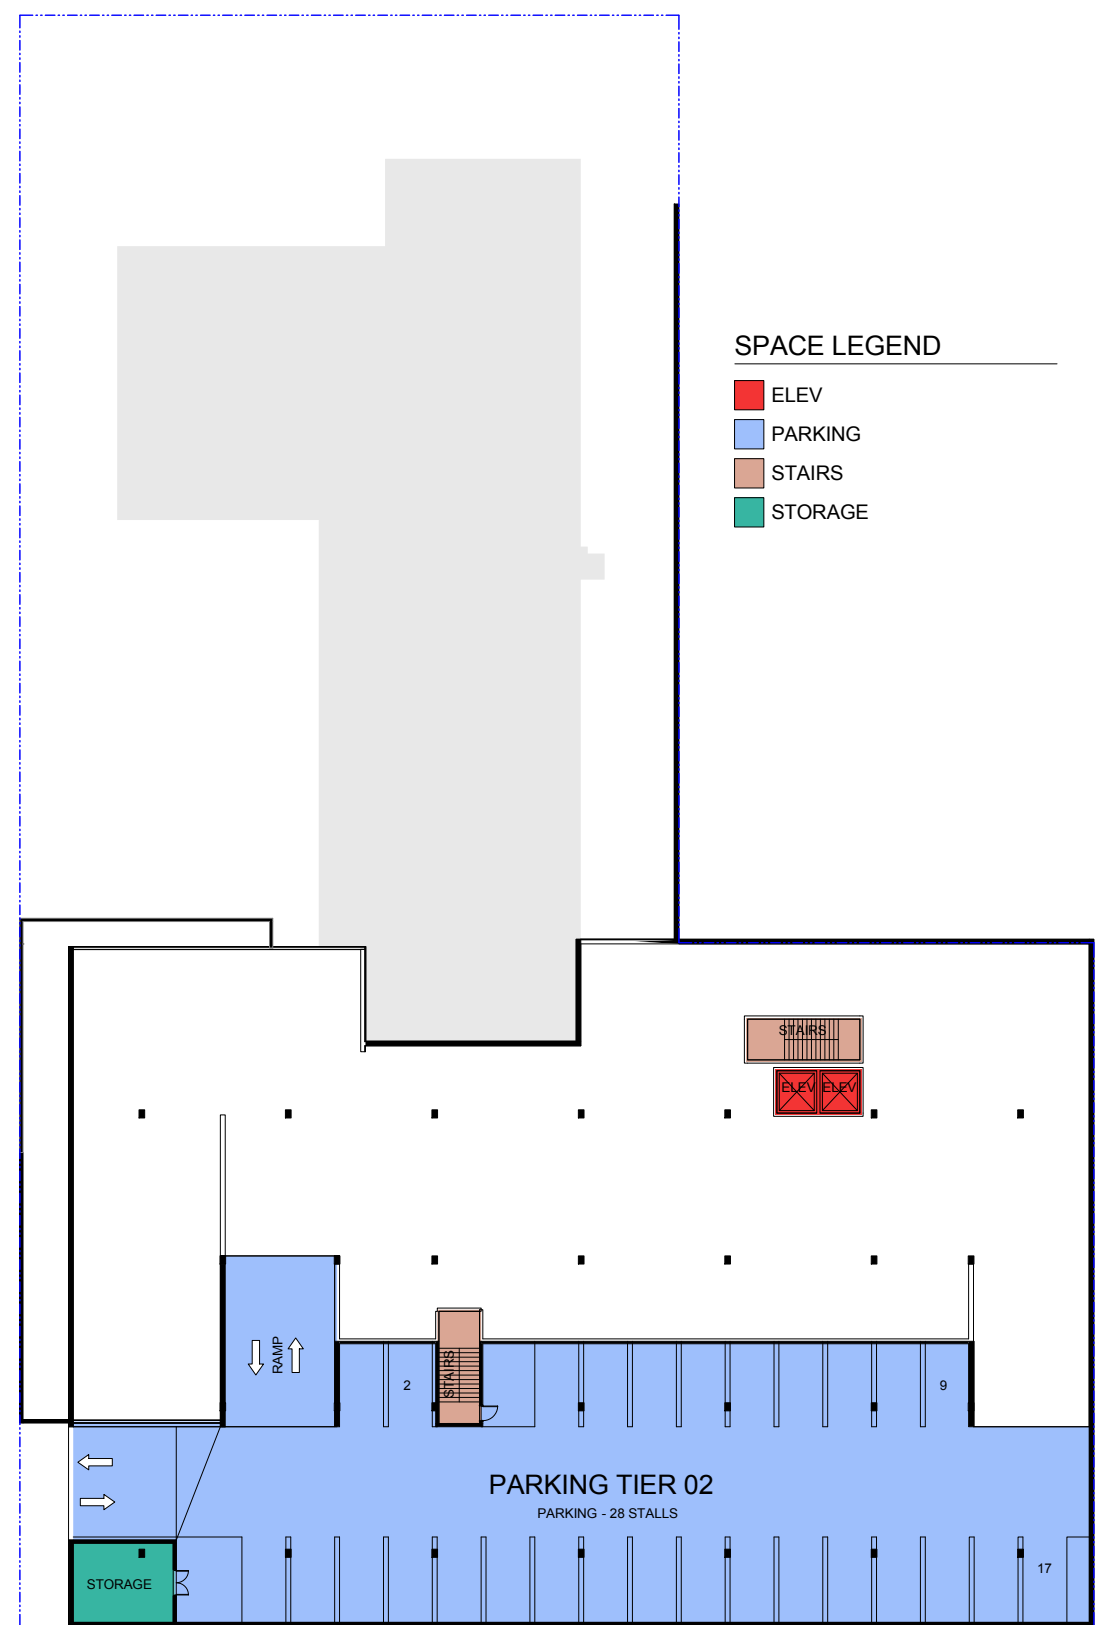 SPACE LEGEND
ELEV
PARKING
STAIRS
STORAGE
STAIRS
ELEV ELEV
RAMP
STAIRS
2
9
PARKING TIER 02
PARKING - 28 STALLS
STORAGE
17